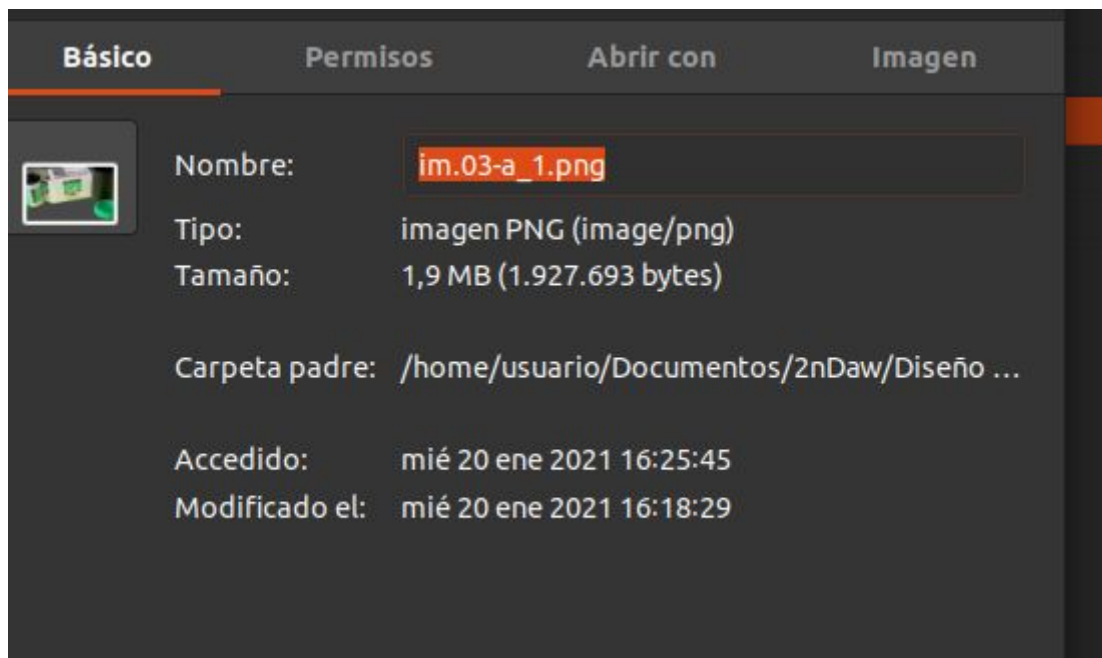 Básico Permisos Abrir con Imagen
Nombre: im.03-a_1.png
Tipo: imagen PNG (image/png)
Tamaño: 1,9 MB (1.927.693 bytes)
Carpeta padre: /home/usuario/Documentos/2nDaw/Diseño ...
Accedido: mié 20 ene 2021 16:25:45
Modificado el: mié 20 ene 2021 16:18:29